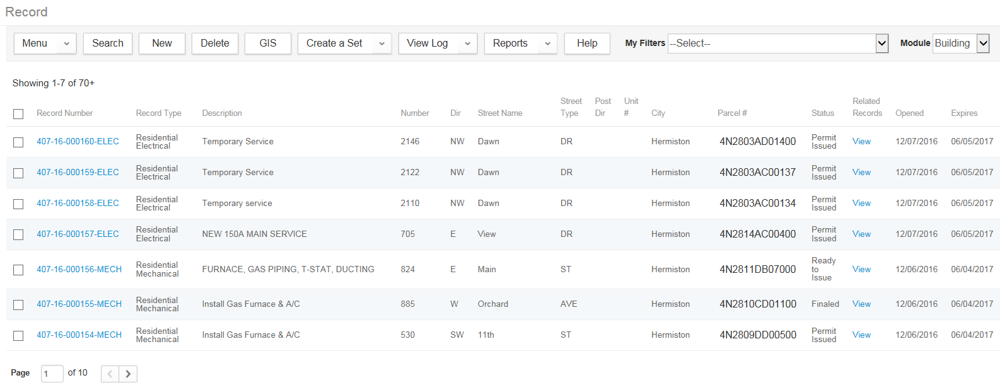 Record
Menu Search New Delete GIS Create a Set View Log Reports Help My Filters --Select-- Module Building
Showing 1-7 of 70+
Record Number Record Type Description Number Dir Street Name Street Type Post Dir Unit # City Parcel # Status Related Records Opened Expires
407-16-000160-ELEC Residential Electrical Temporary Service 2146 NW Dawn DR Hermiston 4N2803AD01400 Permit Issued View 12/07/2016 06/05/2017
407-16-000159-ELEC Residential Electrical Temporary Service 2122 NW Dawn DR Hermiston 4N2803AC00137 Permit Issued View 12/07/2016 06/05/2017
407-16-000158-ELEC Residential Electrical Temporary service 2110 NW Dawn DR Hermiston 4N2803AC00134 Permit Issued View 12/07/2016 06/05/2017
407-16-000157-ELEC Residential Electrical NEW 150A MAIN SERVICE 705 E View DR Hermiston 4N2814AC00400 Permit Issued View 12/07/2016 06/05/2017
407-16-000156-MECH Residential Mechanical FURNACE, GAS PIPING, T-STAT, DUCTING 824 E Main ST Hermiston 4N2811DB07000 Ready to Issue View 12/06/2016 06/04/2017
407-16-000155-MECH Residential Mechanical Install Gas Furnace & A/C 885 W Orchard AVE Hermiston 4N2810CD01100 Finaled View 12/06/2016 06/04/2017
407-16-000154-MECH Residential Mechanical Install Gas Furnace & A/C 530 SW 11th ST Hermiston 4N2809DD00500 Permit Issued View 12/06/2016 06/04/2017
Page 1 of 10